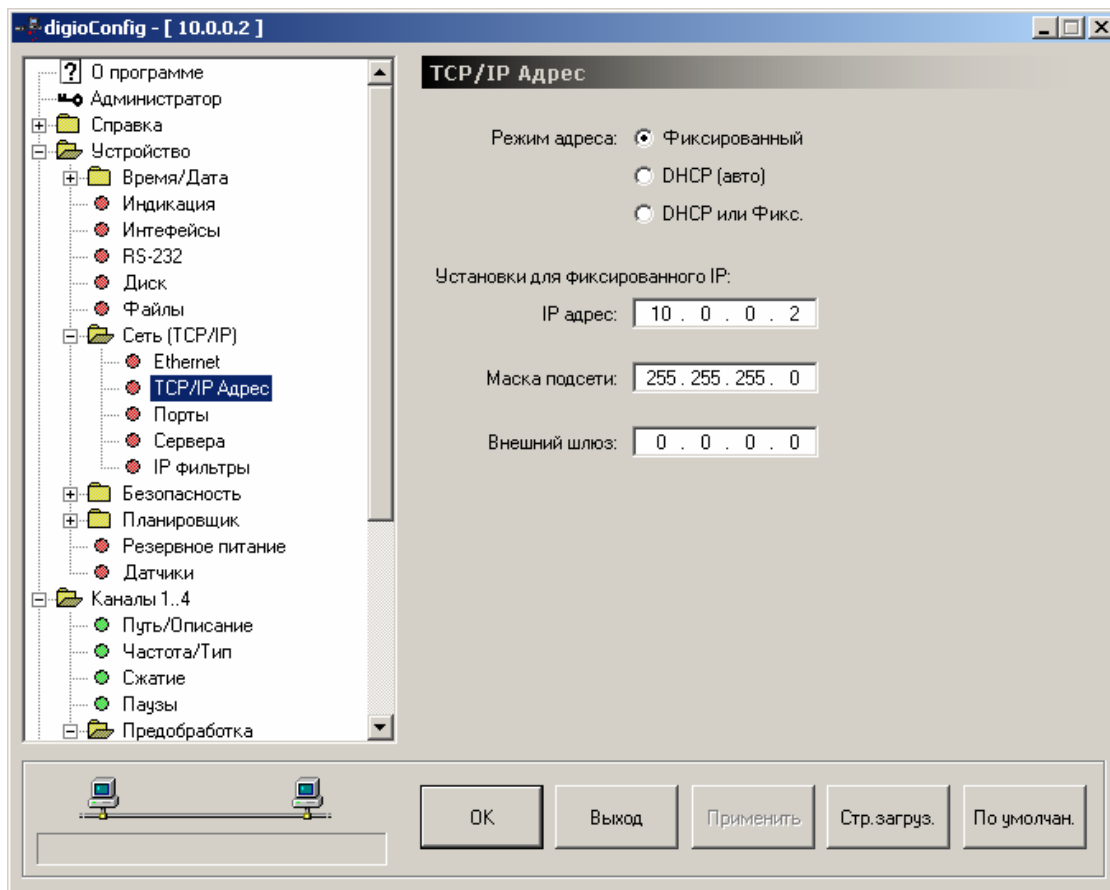 digioConfig - [ 10.0.0.2 ]
О программе
Администратор
Справка
Устройство
Время/Дата
Индикация
Интефейсы
RS-232
Диск
Файлы
Сеть (TCP/IP)
Ethernet
TCP/IP Адрес
Порты
Сервера
IP фильтры
Безопасность
Планировщик
Резервное питание
Датчики
Каналы 1..4
Путь/Описание
Частота/Тип
Сжатие
Паузы
Предобработка
TCP/IP Адрес
Режим адреса: Фиксированный
DHCP (авто)
DHCP или Фикс.
Установки для фиксированного IP:
IP адрес: 10 . 0 . 0 . 2
Маска подсети: 255 . 255 . 255 . 0
Внешний шлюз: 0 . 0 . 0 . 0
OK Выход Применить Стр.загруз. По умолчан.